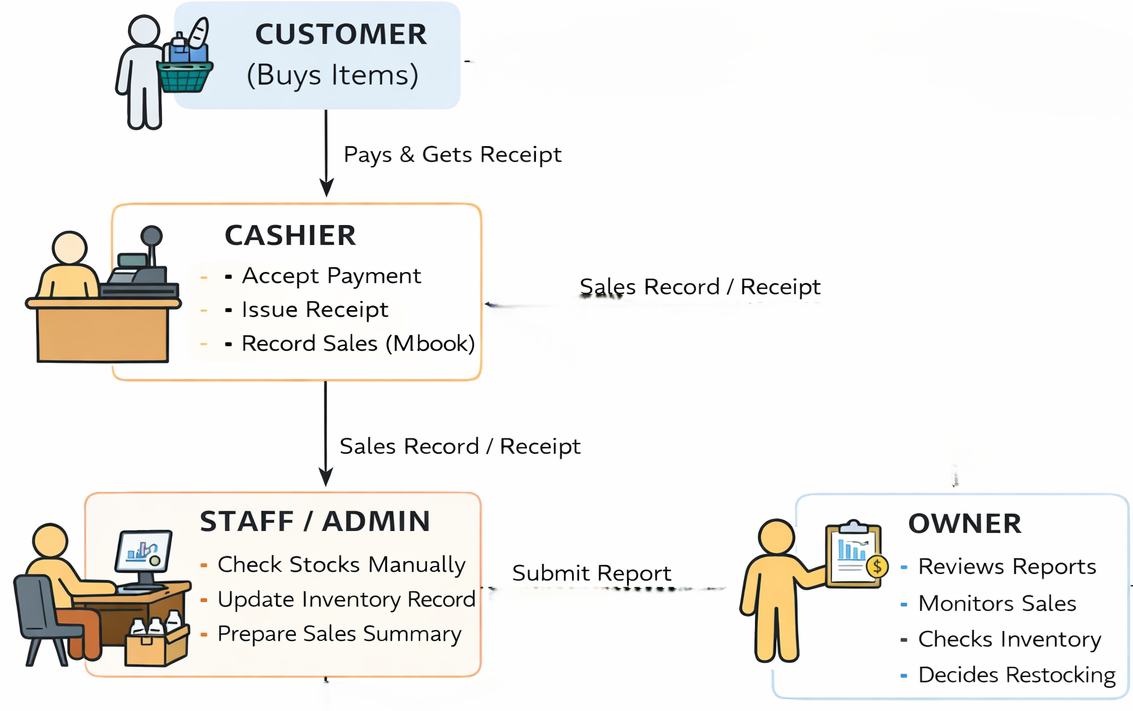 CUSTOMER
(Buys Items)
Pays & Gets Receipt
CASHIER
- Accept Payment
- Issue Receipt
- Record Sales (Mbook)
Sales Record / Receipt
Sales Record / Receipt
STAFF / ADMIN
- Check Stocks Manually
- Update Inventory Record
- Prepare Sales Summary
Submit Report
OWNER
- Reviews Reports
- Monitors Sales
- Checks Inventory
- Decides Restocking
$